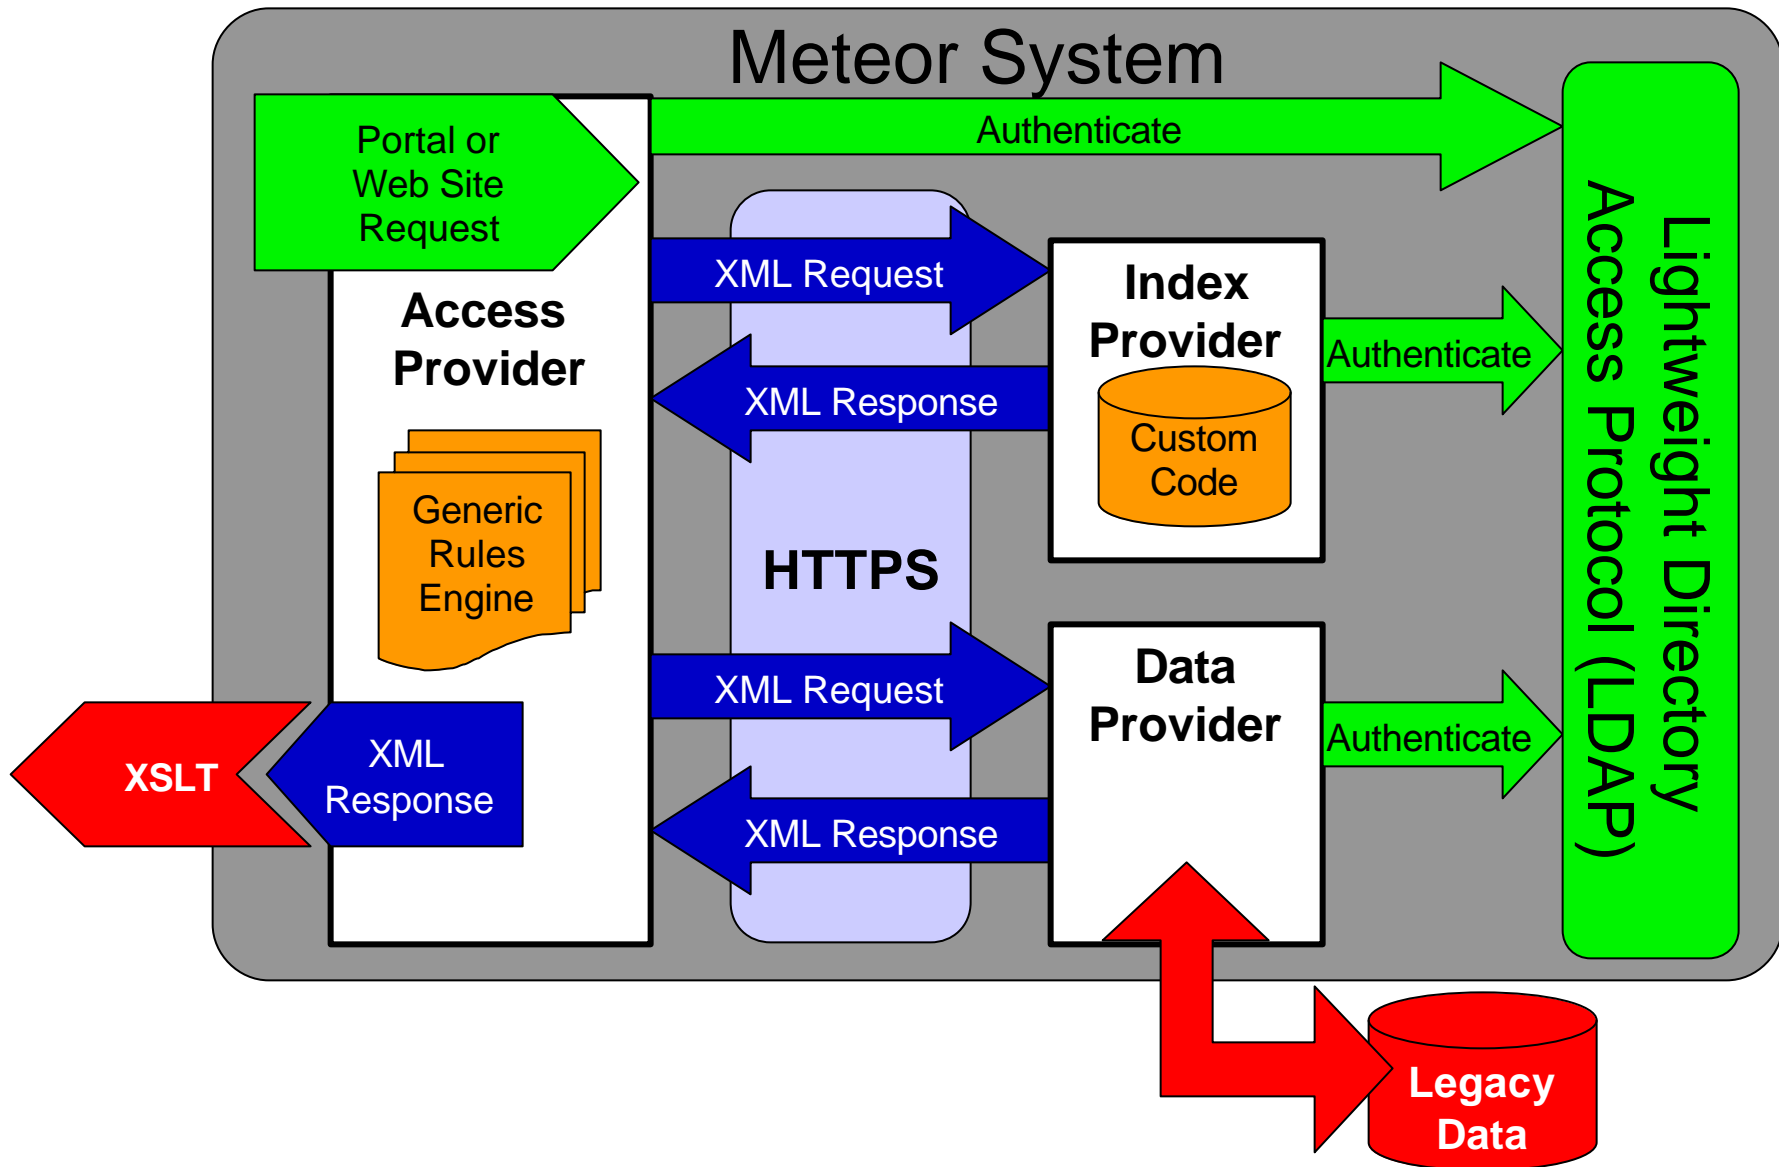 Meteor System
Portal or
Web Site
Request
Authenticate
Access
Provider
XML Request
XML Response
Index
Provider
Custom
Code
Authenticate
Generic
Rules
Engine
HTTPS
XML Request
XML Response
Data
Provider
Authenticate
Lightweight Directory
Access Protocol (LDAP)
XML
Response
XSLT
Legacy
Data